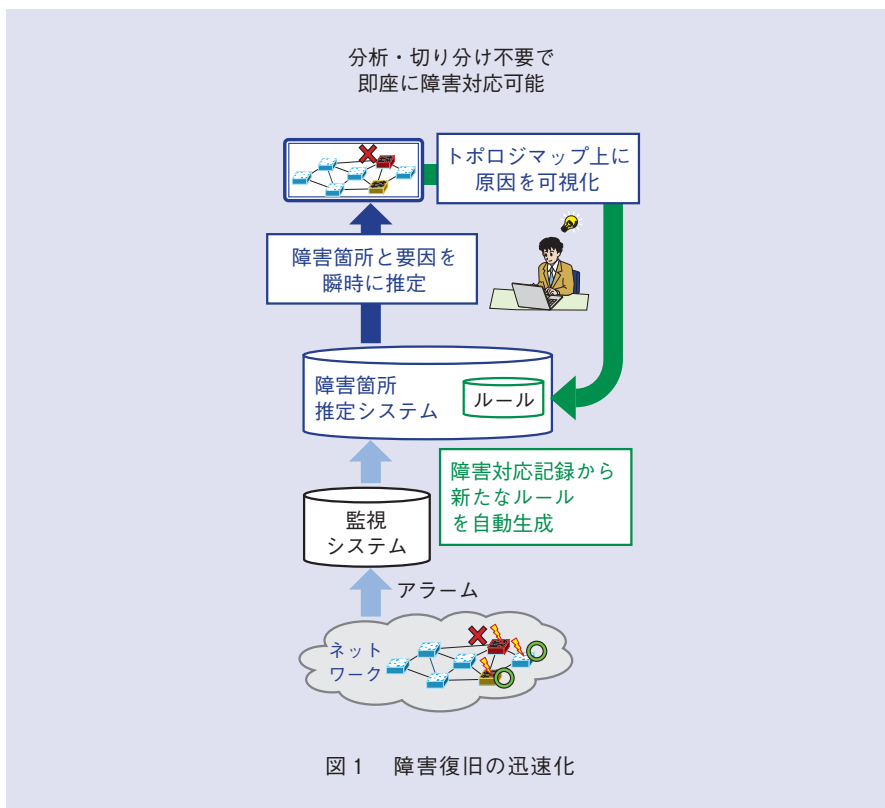 分析・切り分け不要で
即座に障害対応可能
トポロジマップ上に
原因を可視化
障害箇所と要因を
瞬時に推定
障害箇所
推定システム
ルール
障害対応記録から
新たなルール
を自動生成
監視
システム
アラーム
ネット
ワーク
図1 障害復旧の迅速化